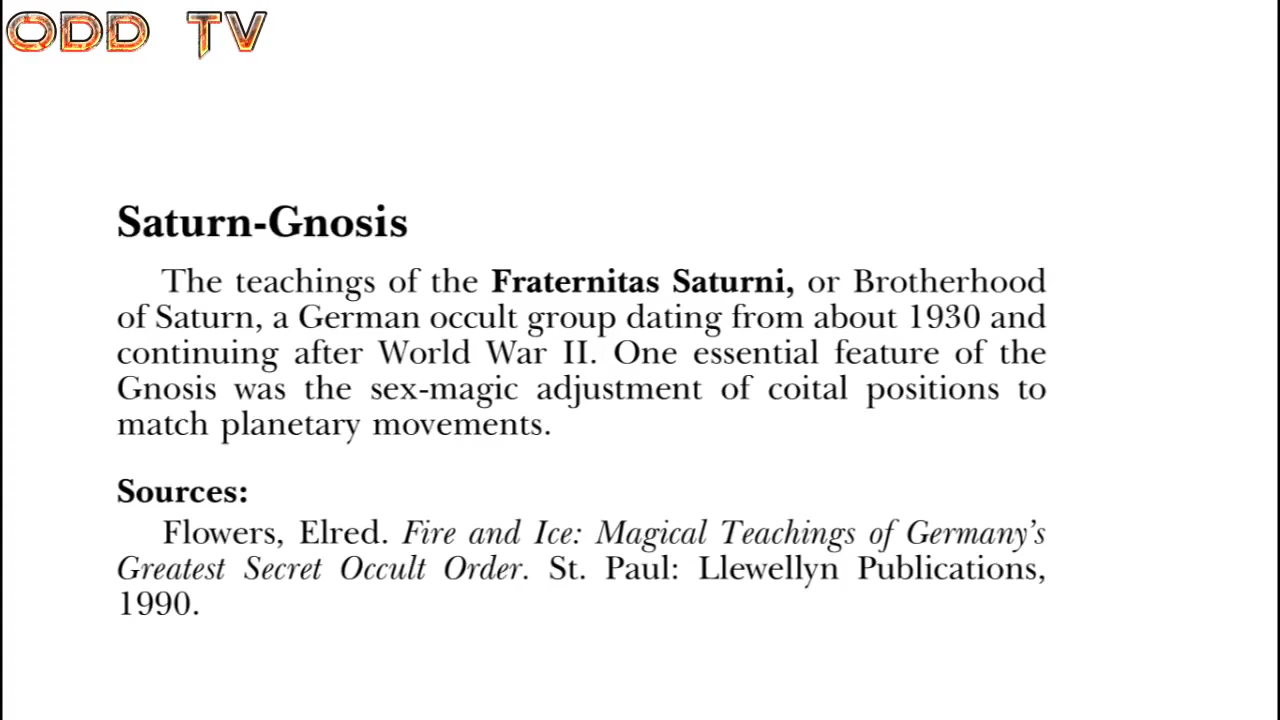 ODD TV
Saturn-Gnosis
The teachings of the Fraternitas Saturni, or Brotherhood
of Saturn, a German occult group dating from about 1930 and
continuing after World War II. One essential feature of the
Gnosis was the sex-magic adjustment of coital positions to
match planetary movements.
Sources:
Flowers, Elred. Fire and Ice: Magical Teachings of Germany's
Greatest Secret Occult Order. St. Paul: Llewellyn Publications,
1990.